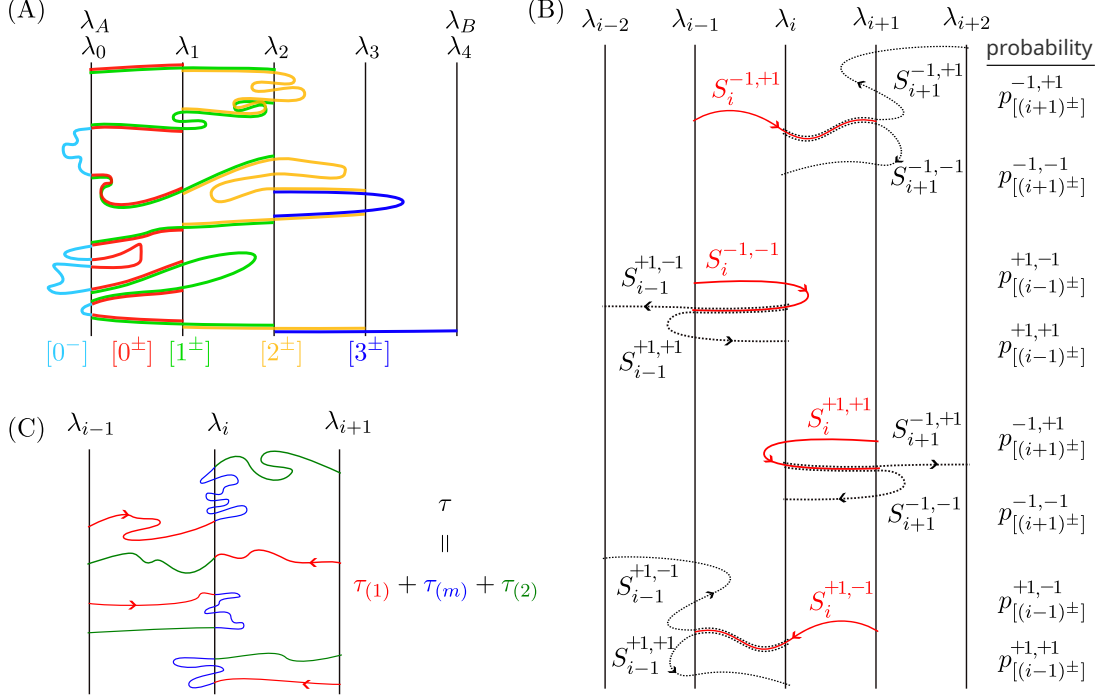 (A)
λ_A λ_B
λ_0 λ_1 λ_2 λ_3 λ_4
[0^-] [0^±] [1^±] [2^±] [3^±]
(B)
λ_{i-2} λ_{i-1} λ_i λ_{i+1} λ_{i+2}
probability
S_i^{-1,+1} S_{i+1}^{-1,+1} p_{[(i+1)^±]}^{-1,+1}
S_{i+1}^{-1,-1} p_{[(i+1)^±]}^{-1,-1}
S_{i-1}^{+1,-1} S_i^{-1,-1} p_{[(i-1)^±]}^{+1,-1}
S_{i-1}^{+1,+1} p_{[(i-1)^±]}^{+1,+1}
S_i^{+1,+1} S_{i+1}^{-1,+1} p_{[(i+1)^±]}^{-1,+1}
S_{i+1}^{-1,-1} p_{[(i+1)^±]}^{-1,-1}
S_{i-1}^{+1,-1} S_i^{+1,-1} p_{[(i-1)^±]}^{+1,-1}
S_{i-1}^{+1,+1} p_{[(i-1)^±]}^{+1,+1}
(C)
λ_{i-1} λ_i λ_{i+1}
τ
=
τ_{(1)} + τ_{(m)} + τ_{(2)}